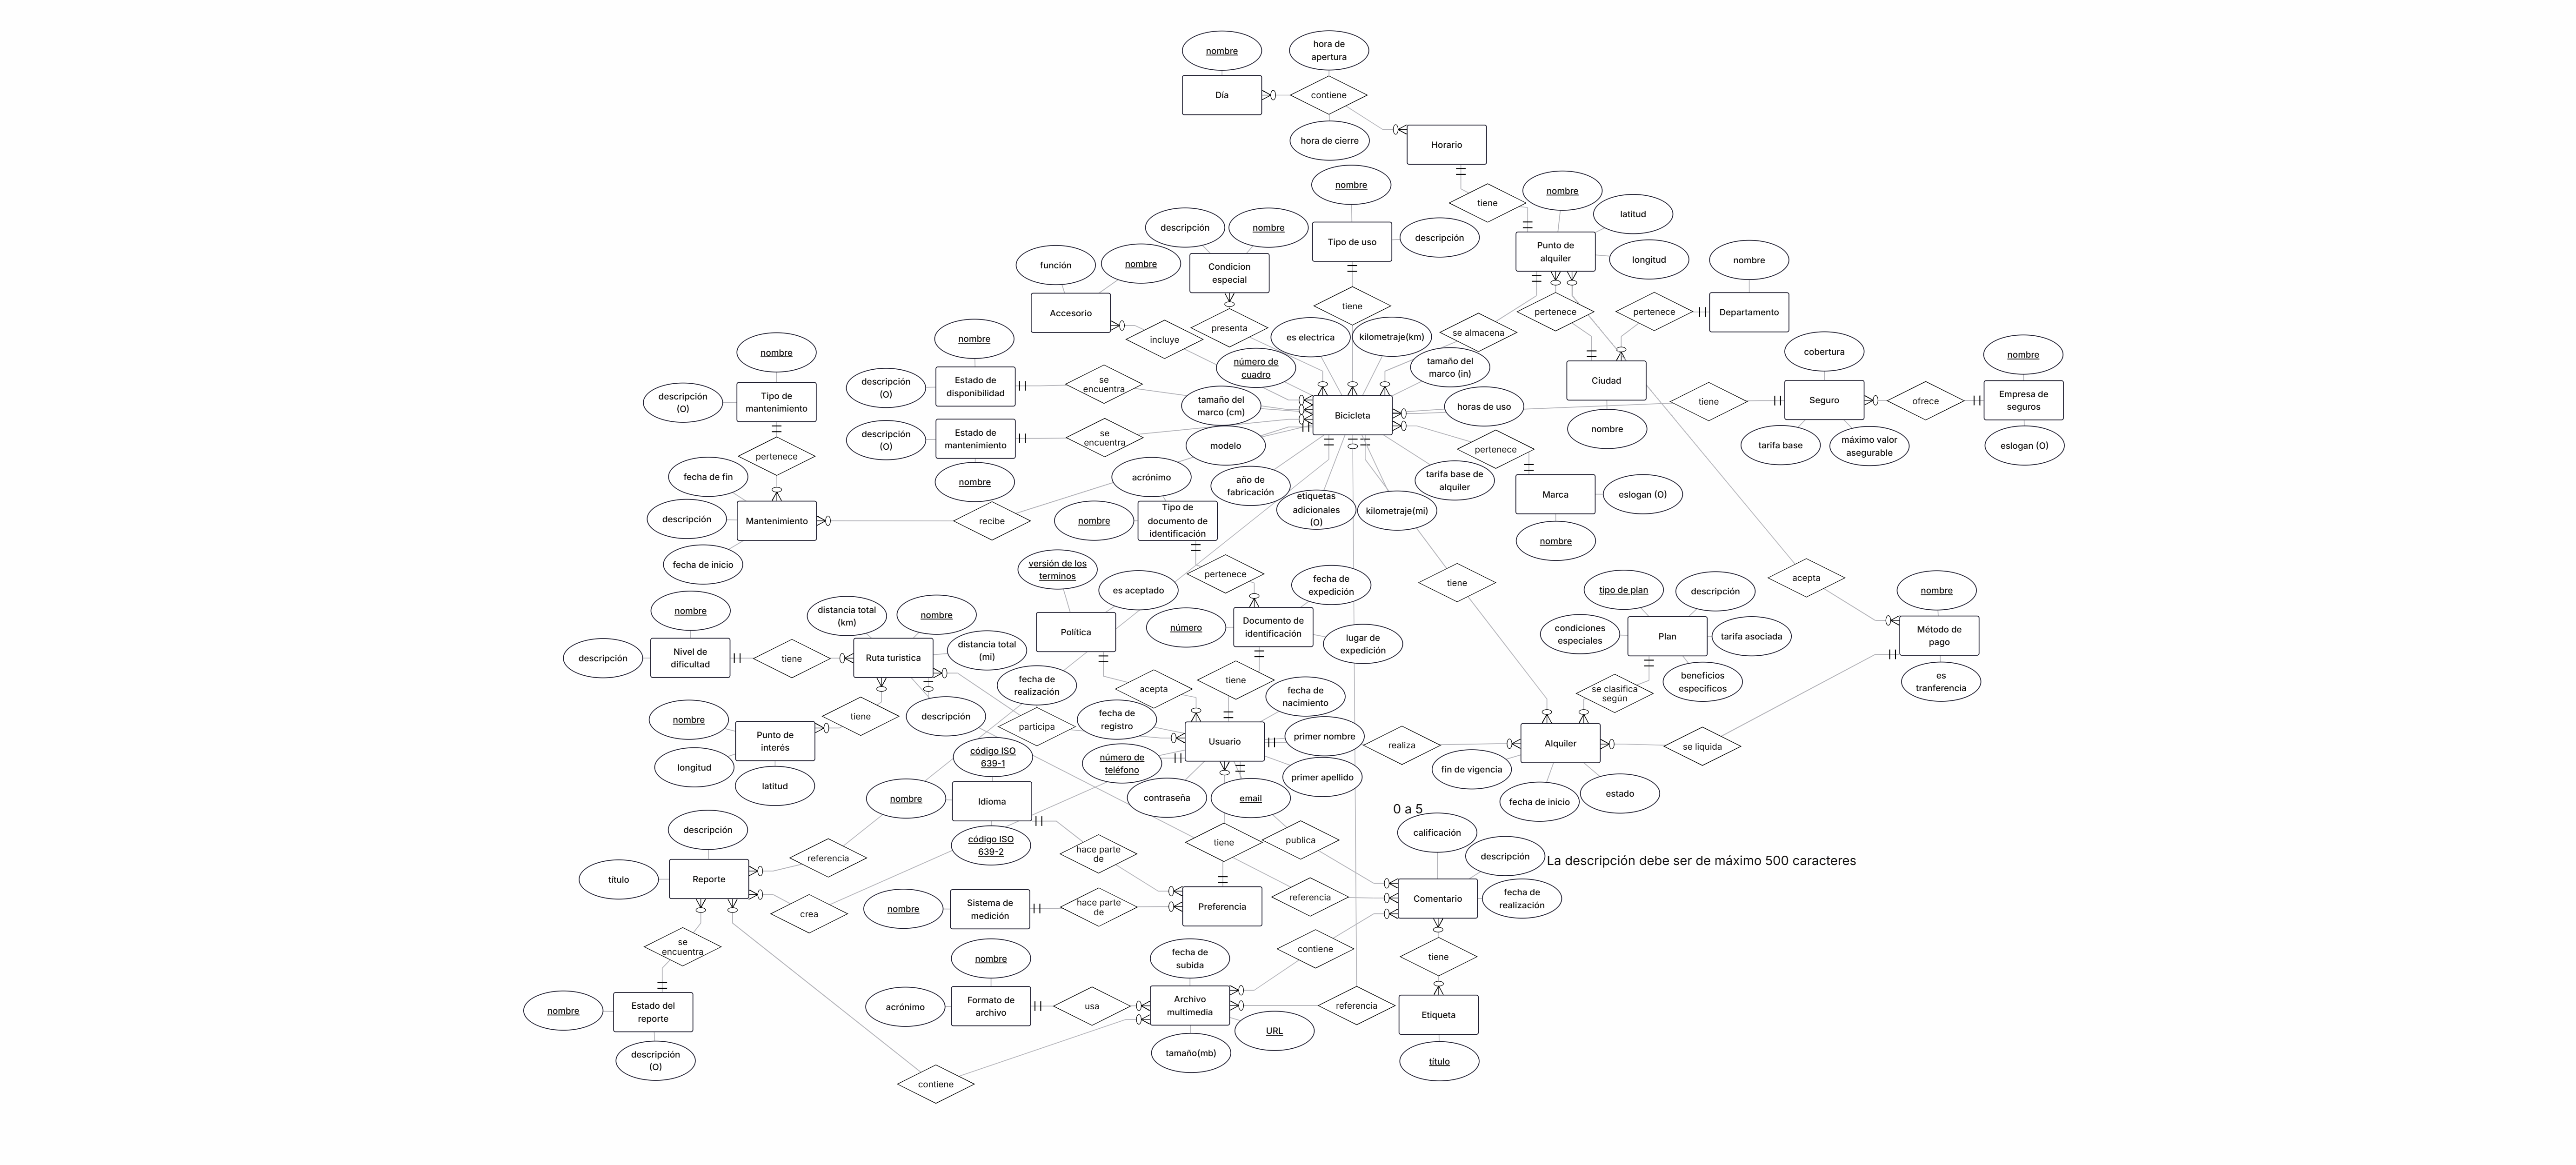 nombre
hora de
apertura
Día
contiene
hora de cierre
Horario
nombre
tiene
nombre
latitud
descripción
nombre
Tipo de uso
descripción
Punto de
alquiler
longitud
nombre
función
nombre
Condicion
especial
Accesorio
presenta
tiene
pertenece
pertenece
Departamento
incluye
es electrica
kilometraje(km)
se almacena
nombre
nombre
cobertura
nombre
número de
cuadro
tamaño del
marco (in)
Ciudad
descripción
(O)
Tipo de
mantenimiento
descripción
(O)
Estado de
disponibilidad
se
encuentra
tamaño del
marco (cm)
Bicicleta
horas de uso
tiene
Seguro
ofrece
Empresa de
seguros
nombre
descripción
(O)
Estado de
mantenimiento
se
encuentra
modelo
pertenece
tarifa base
máximo valor
asegurable
eslogan (O)
pertenece
fecha de fin
nombre
acrónimo
año de
fabricación
etiquetas
adicionales
(O)
kilometraje(mi)
tarifa base de
alquiler
Marca
eslogan (O)
descripción
Mantenimiento
recibe
nombre
Tipo de
documento de
identificación
nombre
fecha de inicio
versión de los
terminos
es aceptado
pertenece
fecha de
expedición
tiene
acepta
nombre
distancia total
(km)
nombre
Política
número
Documento de
identificación
lugar de
expedición
tipo de plan
descripción
nombre
descripción
Nivel de
dificultad
tiene
Ruta turistica
distancia total
(mi)
condiciones
especiales
Plan
tarifa asociada
Método de
pago
fecha de
realización
acepta
tiene
fecha de
nacimiento
se clasifica
según
beneficios
especificos
es
tranferencia
nombre
tiene
descripción
participa
fecha de
registro
Usuario
primer nombre
realiza
Alquiler
se liquida
Punto de
interés
longitud
latitud
código ISO
639-1
número de
teléfono
primer apellido
fin de vigencia
fecha de inicio
estado
nombre
Idioma
contraseña
email
0 a 5
descripción
código ISO
639-2
calificación
referencia
hace parte
de
tiene
publica
descripción
La descripción debe ser de máximo 500 caracteres
título
Reporte
crea
nombre
Sistema de
medición
hace parte
de
Preferencia
referencia
Comentario
fecha de
realización
se
encuentra
nombre
fecha de
subida
contiene
tiene
nombre
Estado del
reporte
acrónimo
Formato de
archivo
usa
Archivo
multimedia
referencia
Etiqueta
descripción
(O)
tamaño(mb)
URL
título
contiene